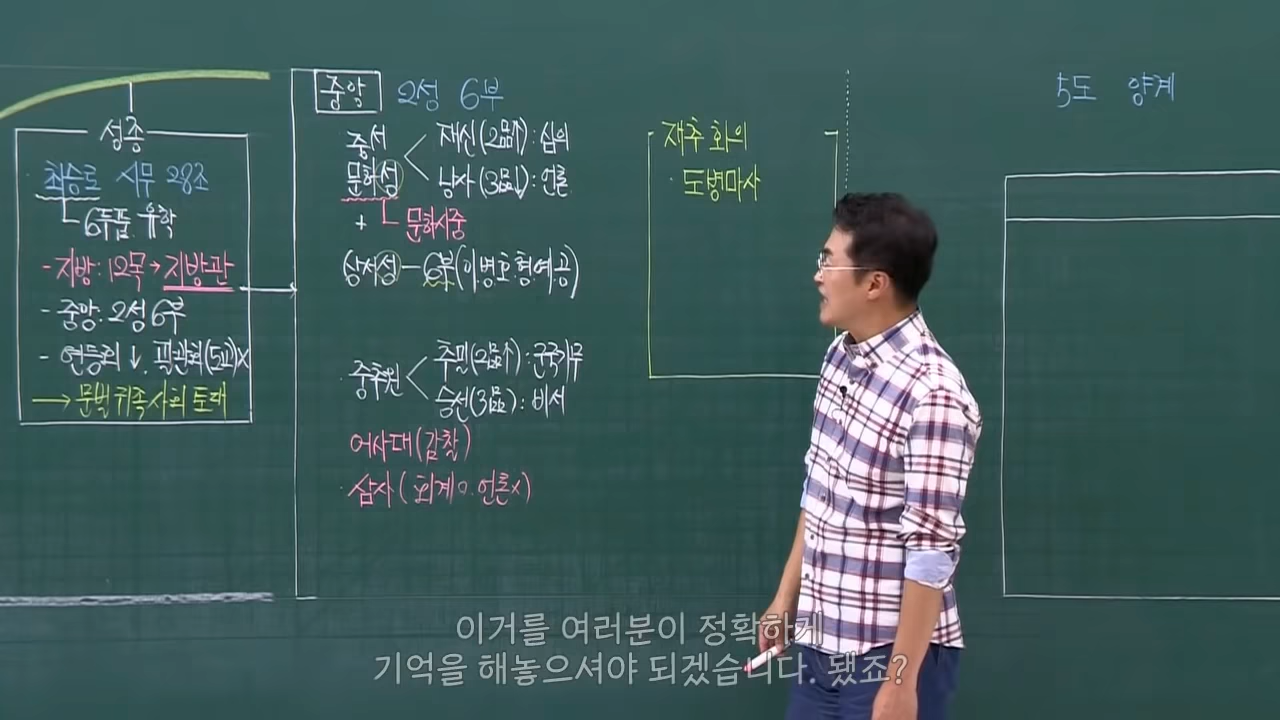 성종
· 최승로 시무 28조
6두품 유학
- 지방: 12목 → 지방관
- 중앙: 2성 6부
- 연등회 ↓, 팔관회(50)X
→ 문벌귀족사회 토대
중앙 2성 6부
중서
문하성
재신(2품↑): 심의
낭사(3품↓): 언론
+ 문하시중
상서성 - 6부(이.병.호.형.예.공)
· 중추원
추밀(2품↑): 군국기무
승선(3품): 비서
어사대(감찰)
· 삼사( 회계o. 언론x)
재추 회의
· 도병마사
5도 양계
이거를 여러분이 정확하게
기억을 해놓으셔야 되겠습니다. 됐죠?